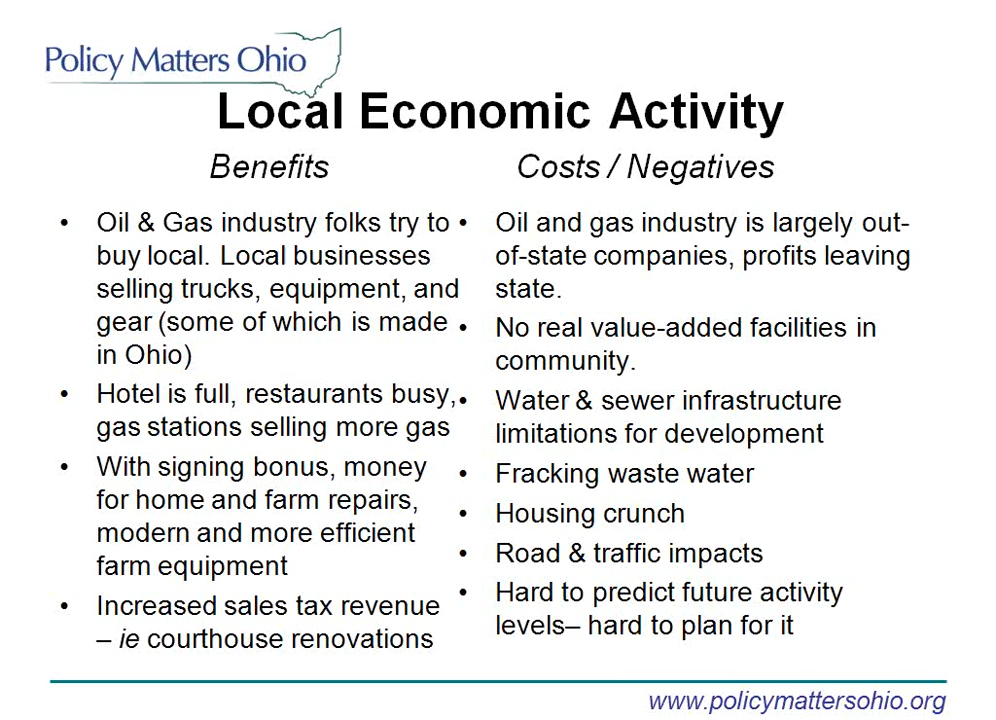 Policy Matters Ohio
Local Economic Activity
Benefits
• Oil & Gas industry folks try to
buy local. Local businesses
selling trucks, equipment, and
gear (some of which is made
in Ohio)
• Hotel is full, restaurants busy,
gas stations selling more gas
• With signing bonus, money
for home and farm repairs,
modern and more efficient
farm equipment
• Increased sales tax revenue
– ie courthouse renovations
Costs / Negatives
• Oil and gas industry is largely out-
of-state companies, profits leaving
state.
• No real value-added facilities in
community.
• Water & sewer infrastructure
limitations for development
• Fracking waste water
• Housing crunch
• Road & traffic impacts
• Hard to predict future activity
levels– hard to plan for it
www.policymattersohio.org